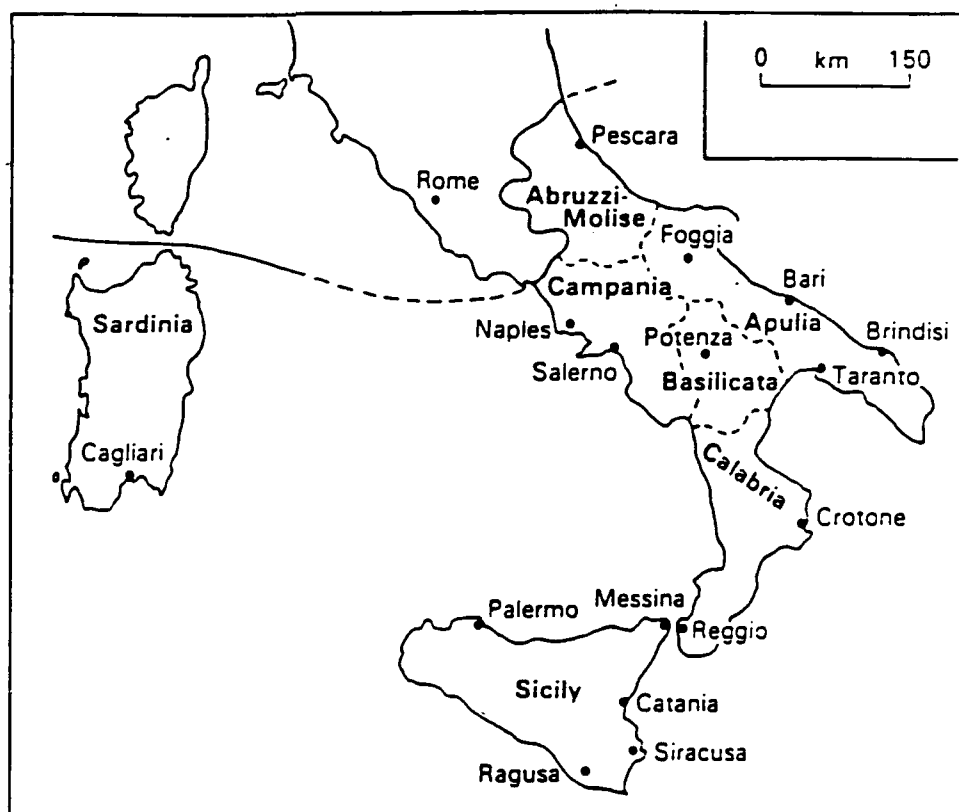 0 km 150
Pescara
Rome
Abruzzi-
Molise
Foggia
Campania
Bari
Sardinia
Naples
Potenza
Apulia
Brindisi
Salerno
Basilicata
Taranto
Cagliari
Calabria
Crotone
Messina
Palermo
Reggio
Sicily
Catania
Siracusa
Ragusa